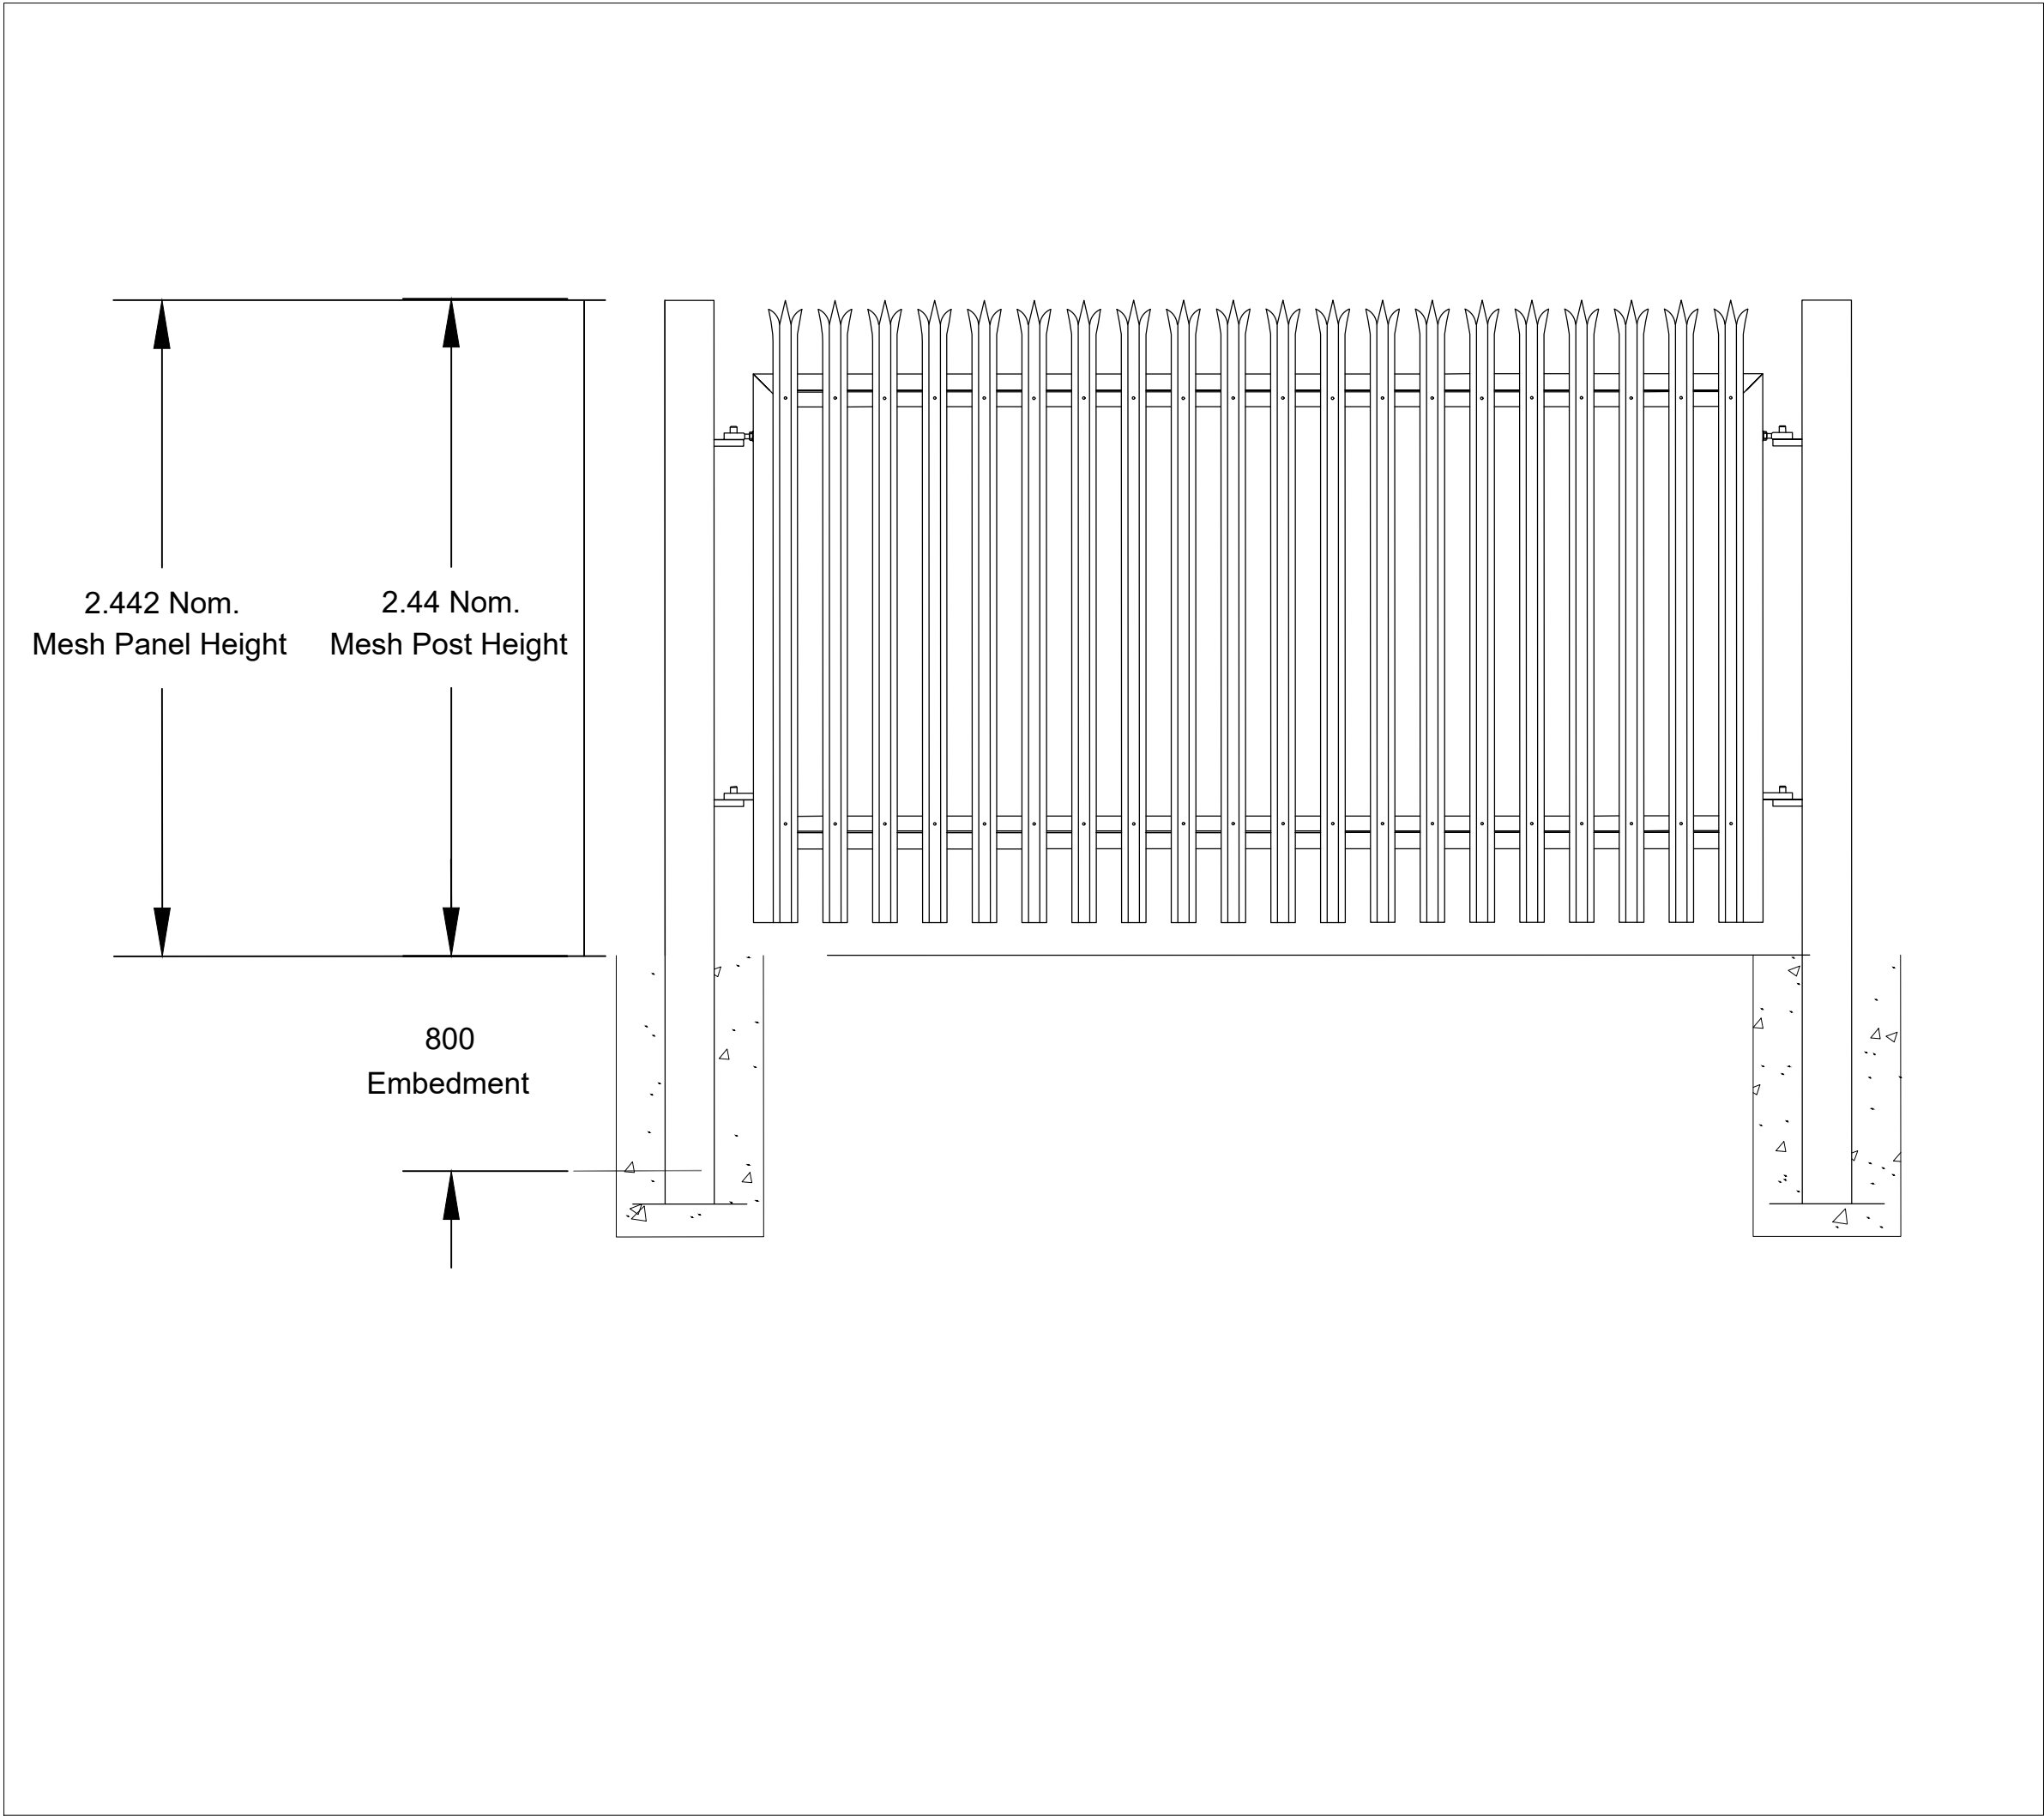 2.442 Nom.
Mesh Panel Height
2.44 Nom.
Mesh Post Height
800
Embedment